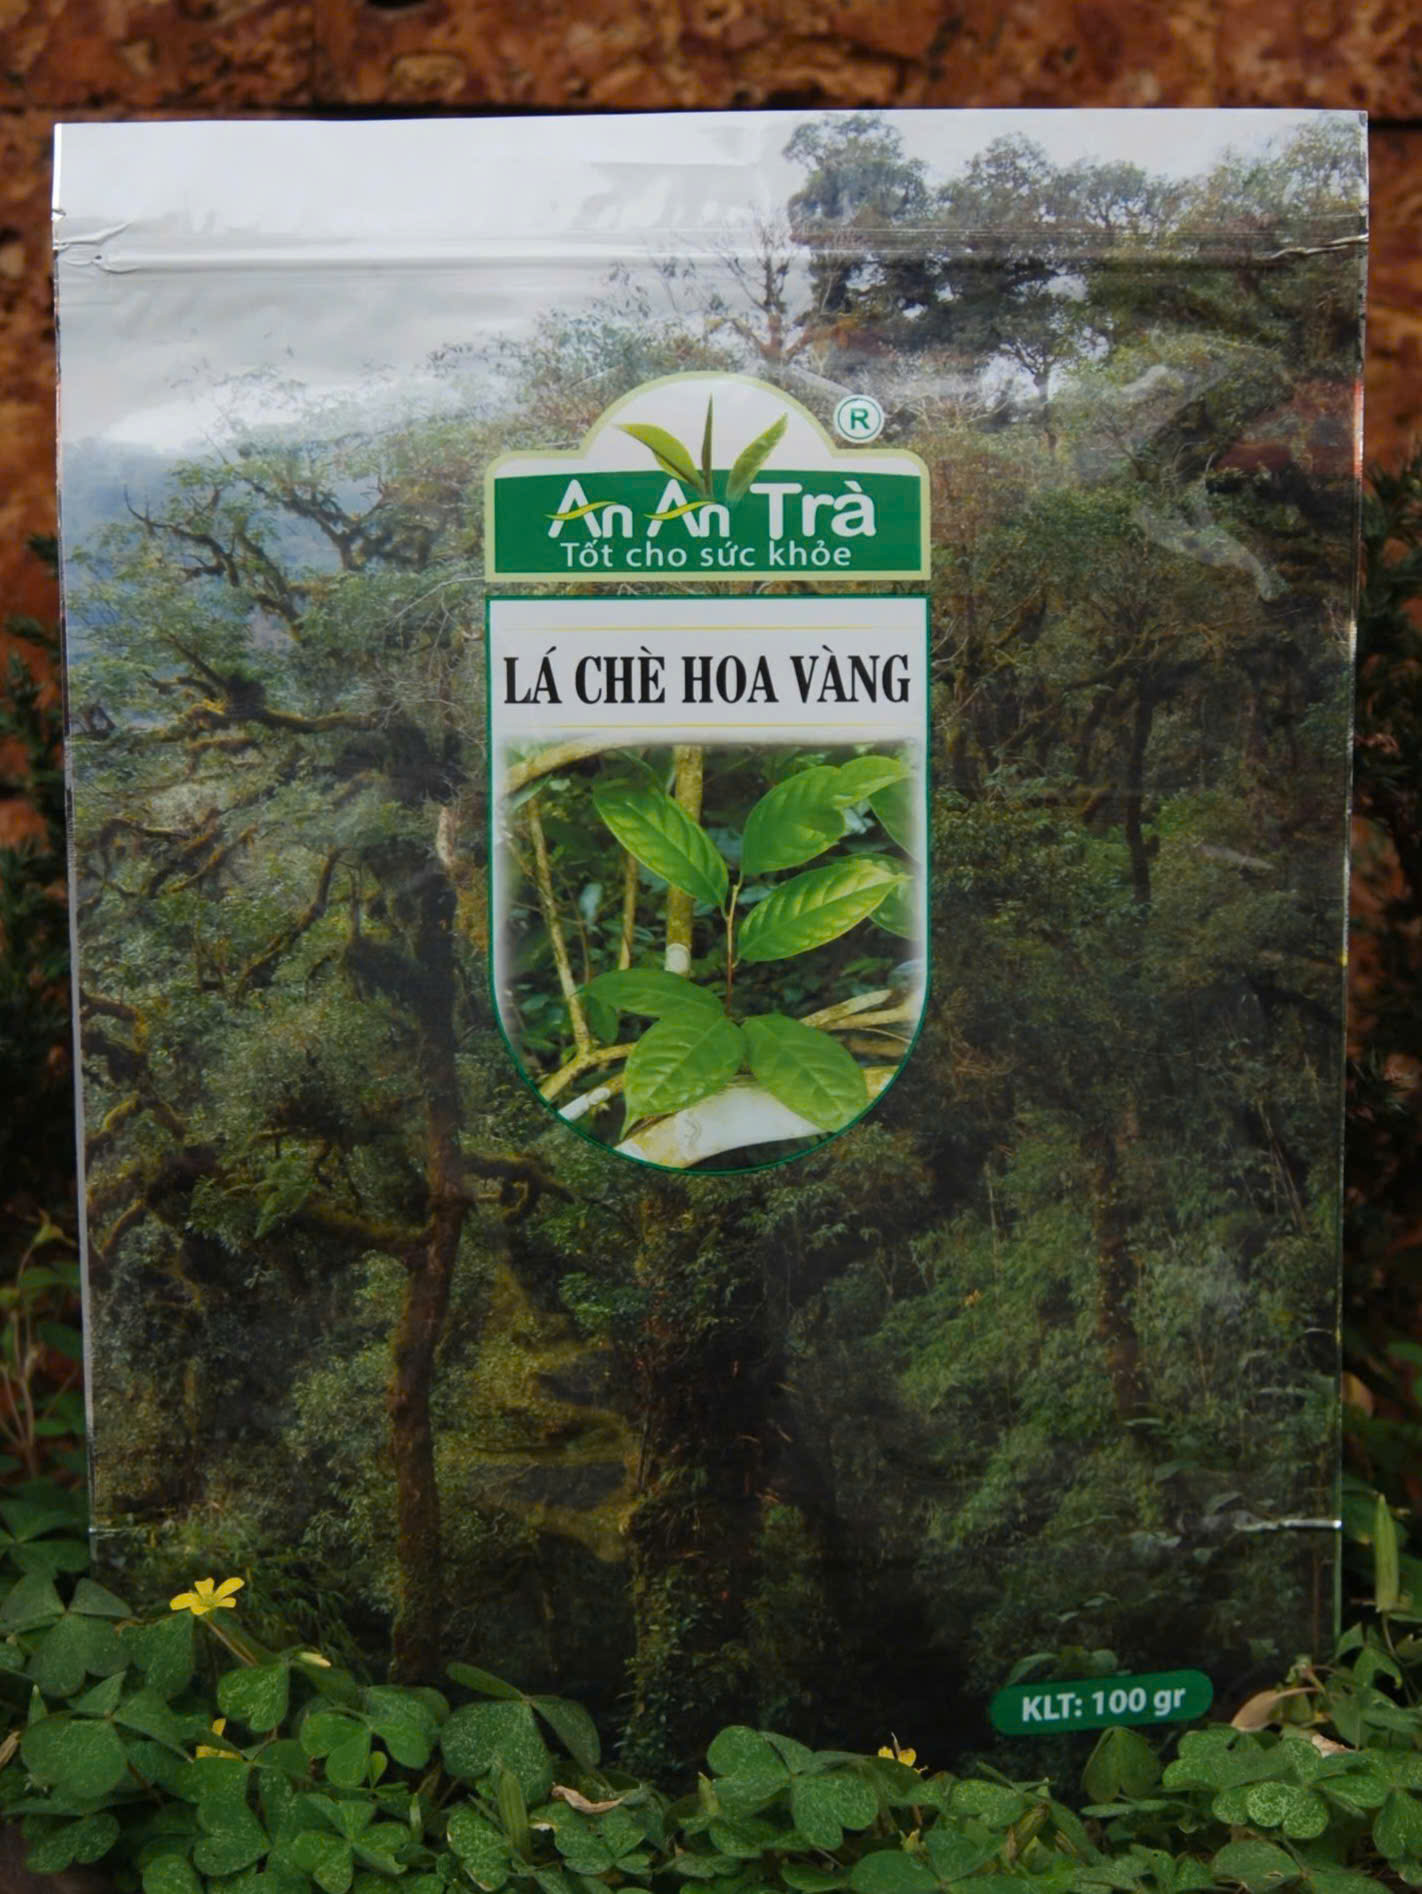 ®
An An Trà
Tốt cho sức khỏe
LÁ CHÈ HOA VÀNG
KLT: 100 gr